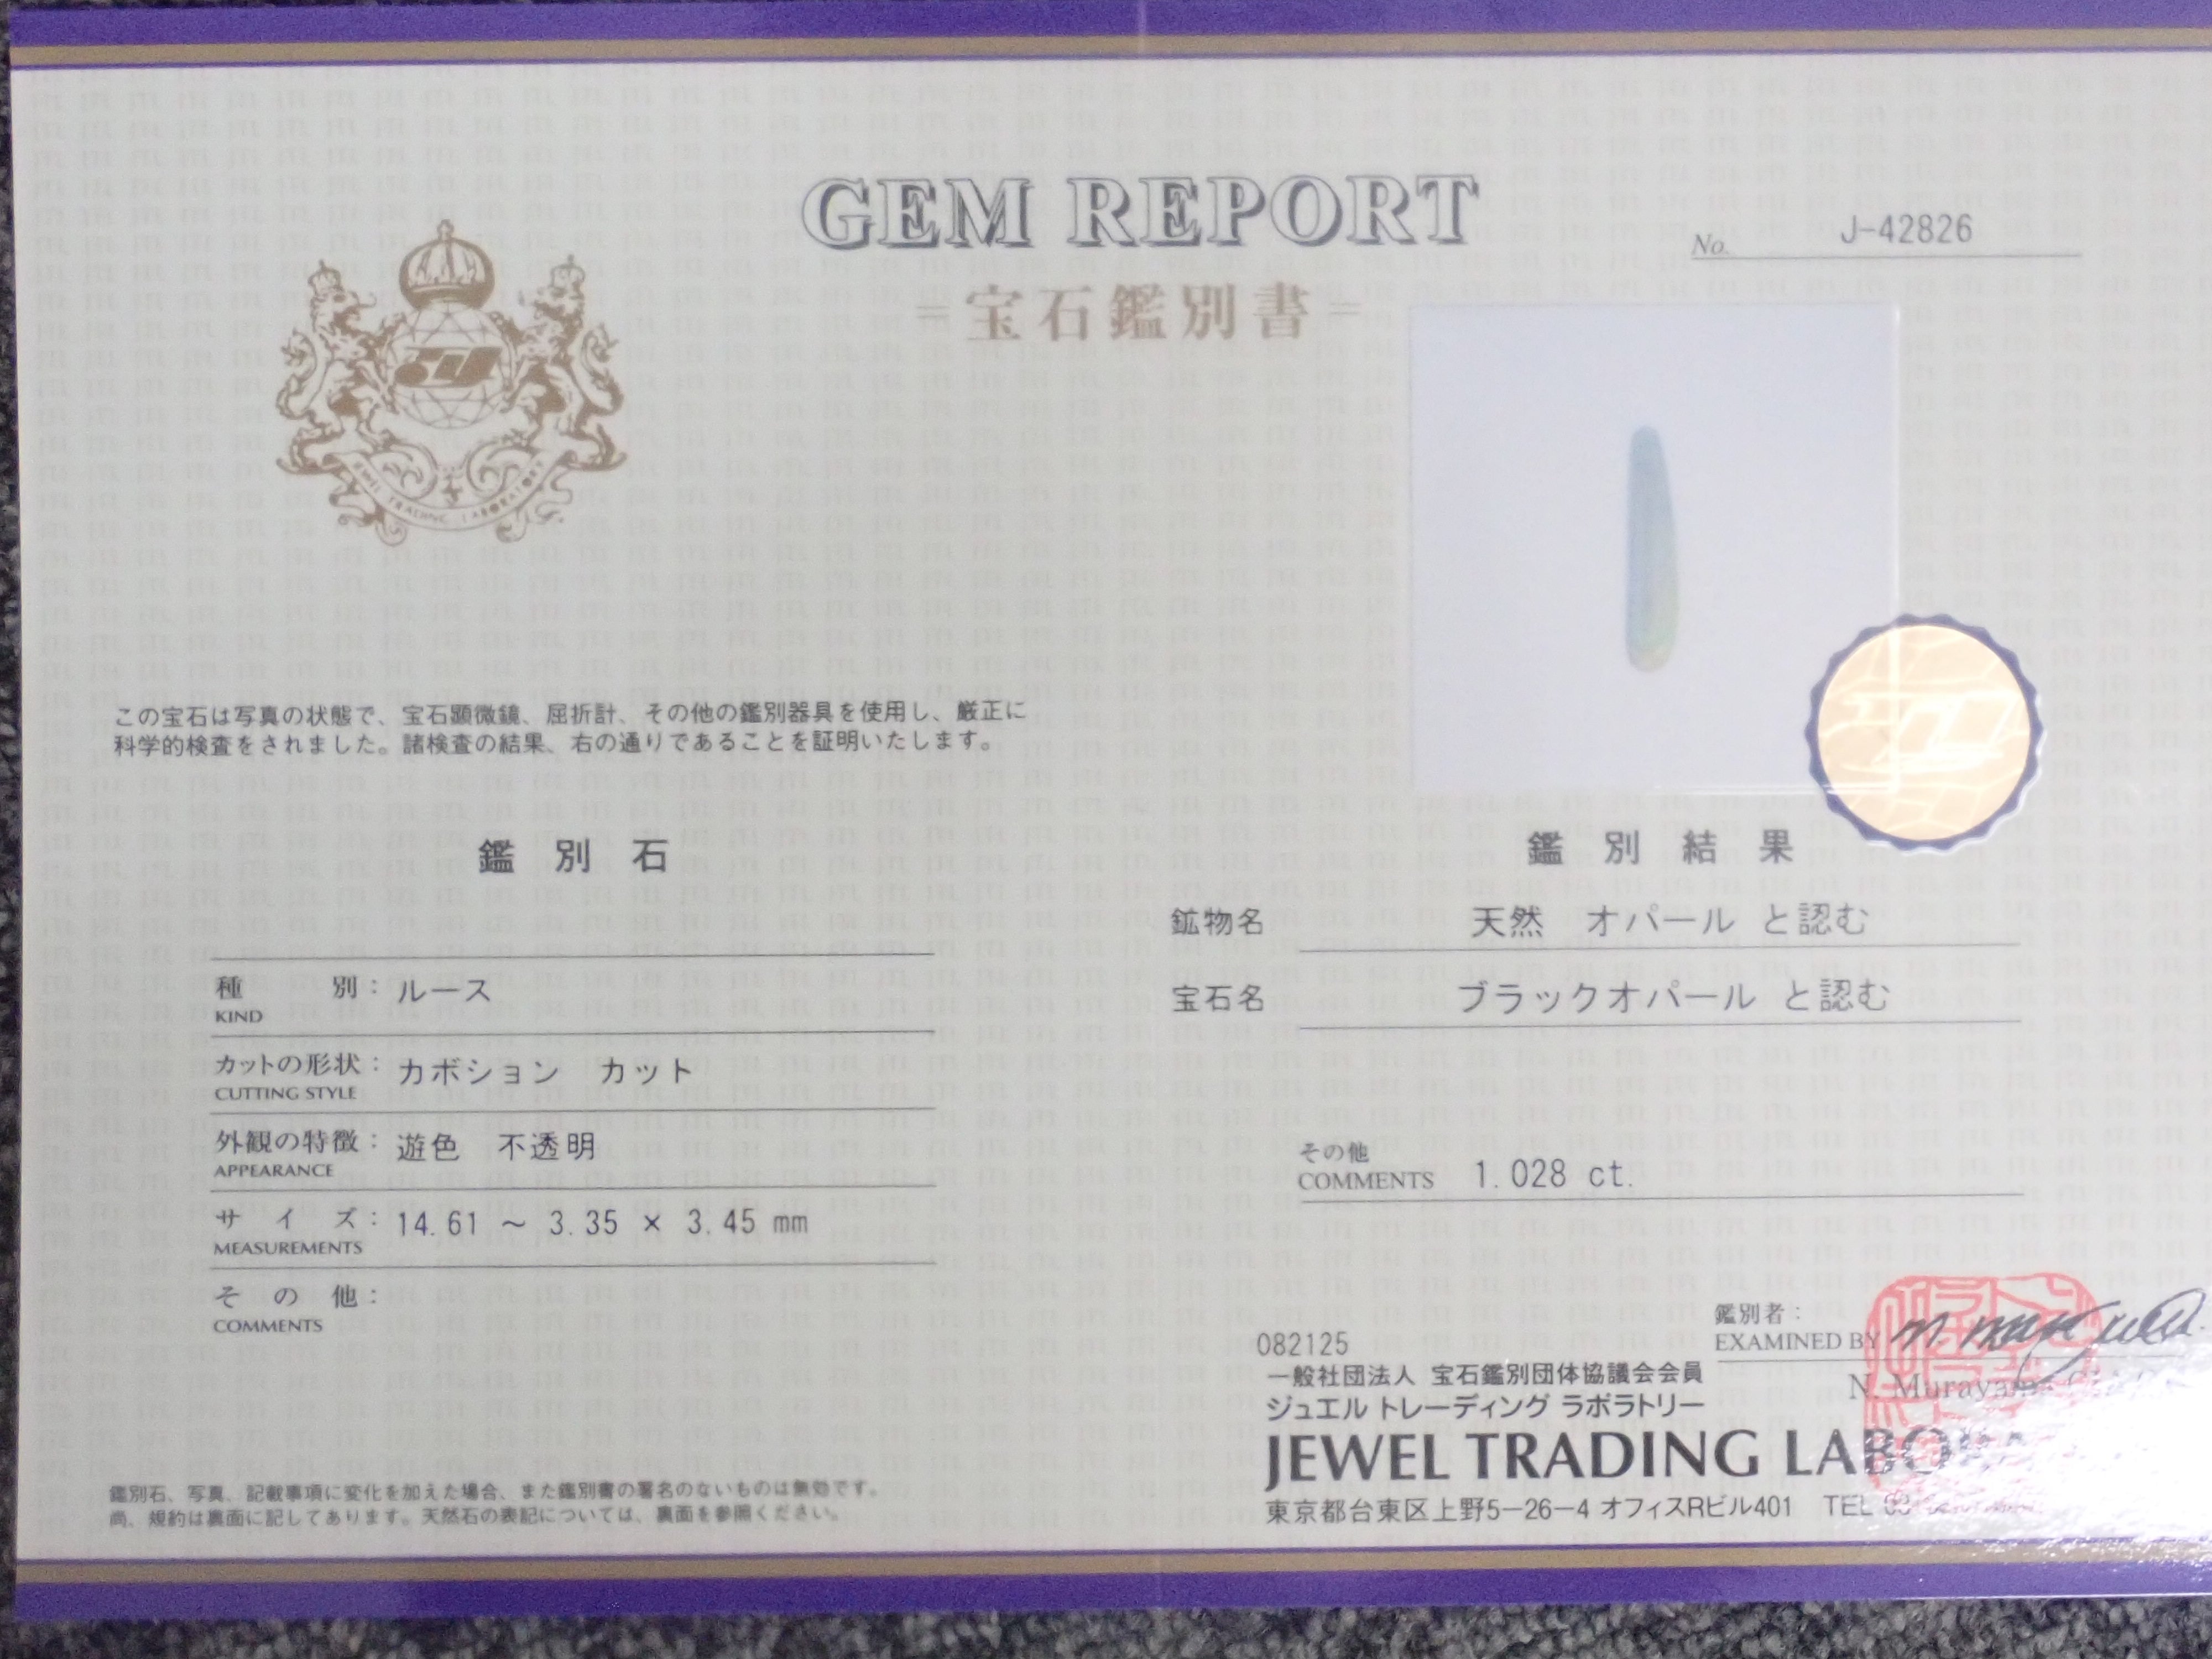 GEM REPORT
No. J-42826
=宝石鑑別書=
JEWEL TRADING LABORATORY
この宝石は写真の状態で、宝石顕微鏡、屈折計、その他の鑑別器具を使用し、厳正に
科学的検査をされました。諸検査の結果、右の通りであることを証明いたします。
鑑別石
種別：ルース
KIND
カットの形状：カボション カット
CUTTING STYLE
外観の特徴：遊色 不透明
APPEARANCE
サイズ：14.61 ～ 3.35 × 3.45 mm
MEASUREMENTS
その他：
COMMENTS
鑑別石、写真、記載事項に変化を加えた場合、また鑑別書の署名のないものは無効です。
尚、規約は裏面に記してあります。天然石の表記については、裏面を参照ください。
鑑別結果
鉱物名 天然 オパール と認む
宝石名 ブラックオパール と認む
その他
COMMENTS 1.028 ct.
鑑別者：
EXAMINED BY
N. Muraya
082125
一般社団法人 宝石鑑別団体協議会会員
ジュエル トレーディング ラボラトリー
JEWEL TRADING LABO
東京都台東区上野5－26－4 オフィスRビル401 TEL 03